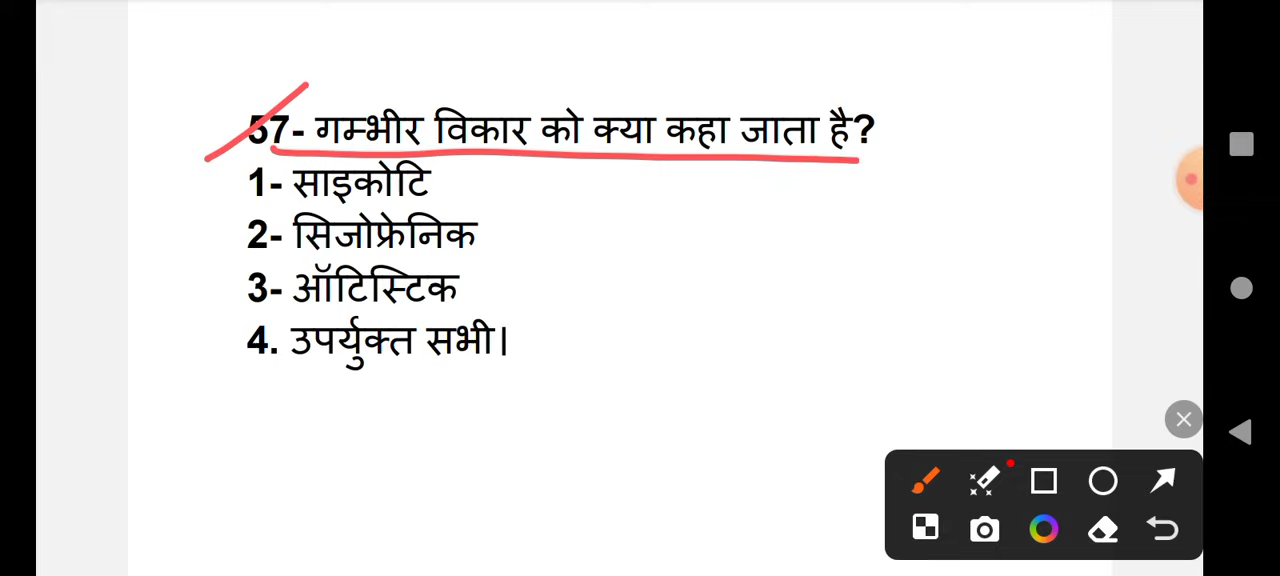 57- गम्भीर विकार को क्या कहा जाता है?
1- साइकोटि
2- सिजोफ्रेनिक
3- ऑटिस्टिक
4. उपर्युक्त सभी।